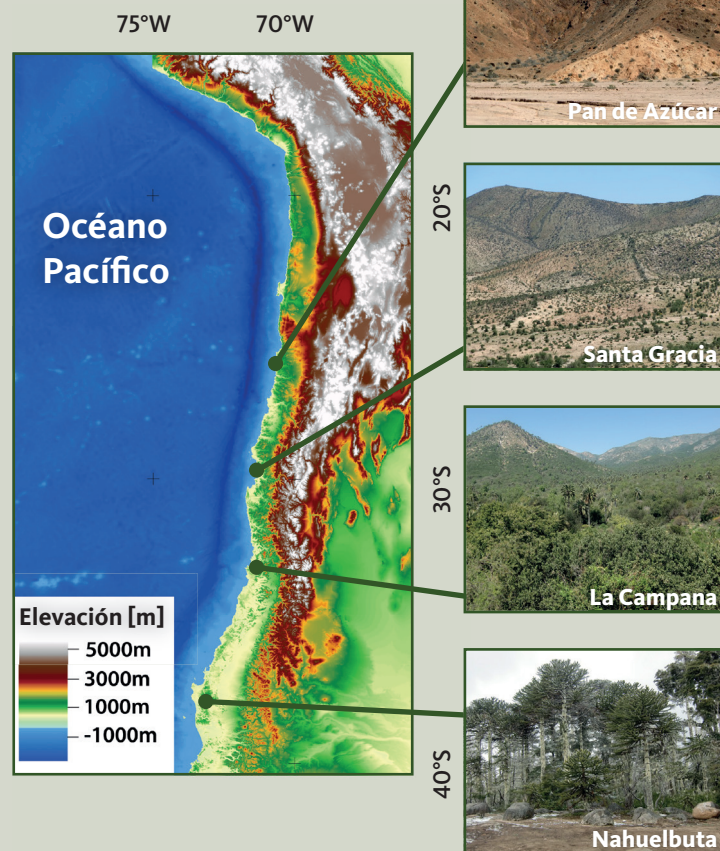 75°W 70°W
Pan de Azúcar
Océano
Pacífico
20°S
Santa Gracia
30°S
La Campana
Elevación [m]
5000m
3000m
1000m
-1000m
40°S
Nahuelbuta